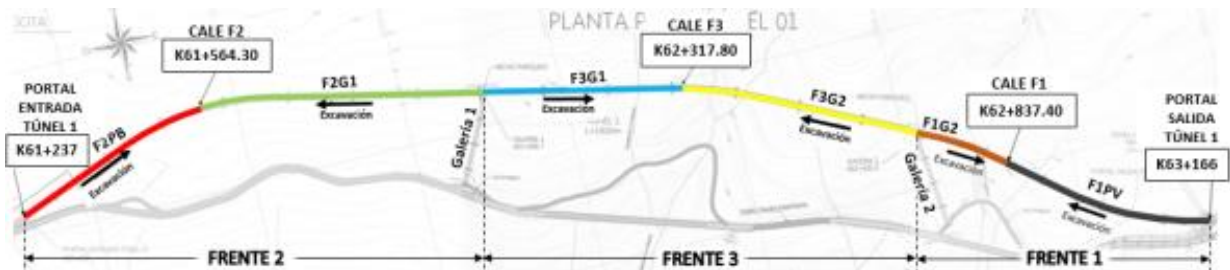 SCITA
PLANTA P
EL 01
CALE F2
K61+564.30
CALE F3
K62+317.80
CALE F1
K62+837.40
PORTAL
ENTRADA
TÚNEL 1
K61+237
PORTAL
SALIDA
TÚNEL 1
K63+166
F2PB
Excavación
F2G1
Excavación
F3G1
Excavación
F3G2
Excavación
F1G2
Excavación
F1PV
Excavación
Galería 1
Galería 2
FRENTE 2
FRENTE 3
FRENTE 1